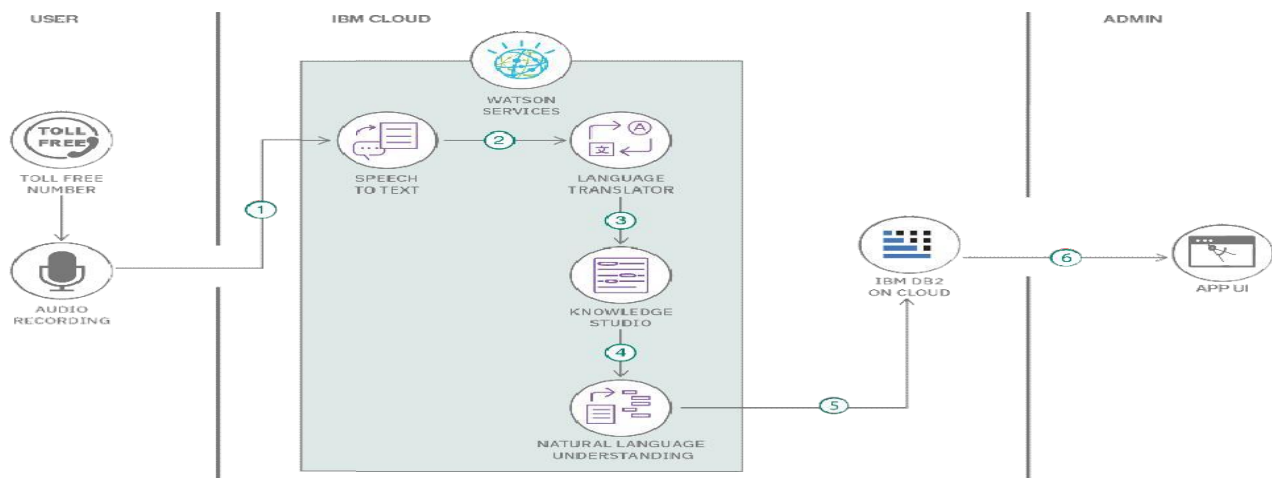 USER
IBM CLOUD
ADMIN
WATSON
SERVICES
TOLL
FREE
TOLL FREE
NUMBER
1
AUDIO
RECORDING
SPEECH
TO TEXT
2
A
文
LANGUAGE
TRANSLATOR
3
KNOWLEDGE
STUDIO
4
NATURAL LANGUAGE
UNDERSTANDING
5
IBM DB2
ON CLOUD
6
APP UI